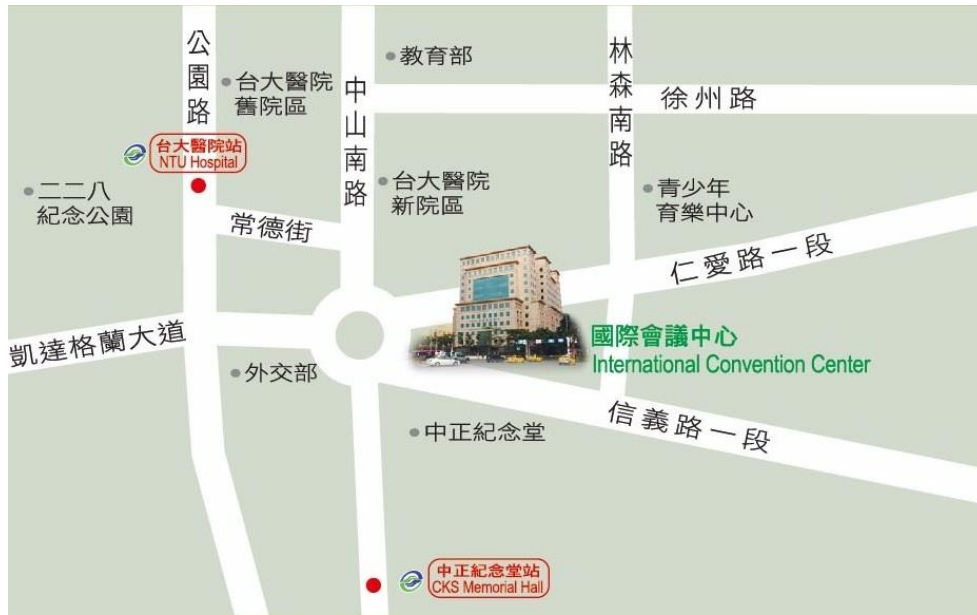 公園路
台大醫院
舊院區
中山南路
教育部
林森南路
徐州路
台大醫院站
NTU Hospital
二二八
紀念公園
常德街
台大醫院
新院區
青少年
育樂中心
仁愛路一段
凱達格蘭大道
外交部
國際會議中心
International Convention Center
信義路一段
中正紀念堂
中正紀念堂站
CKS Memorial Hall